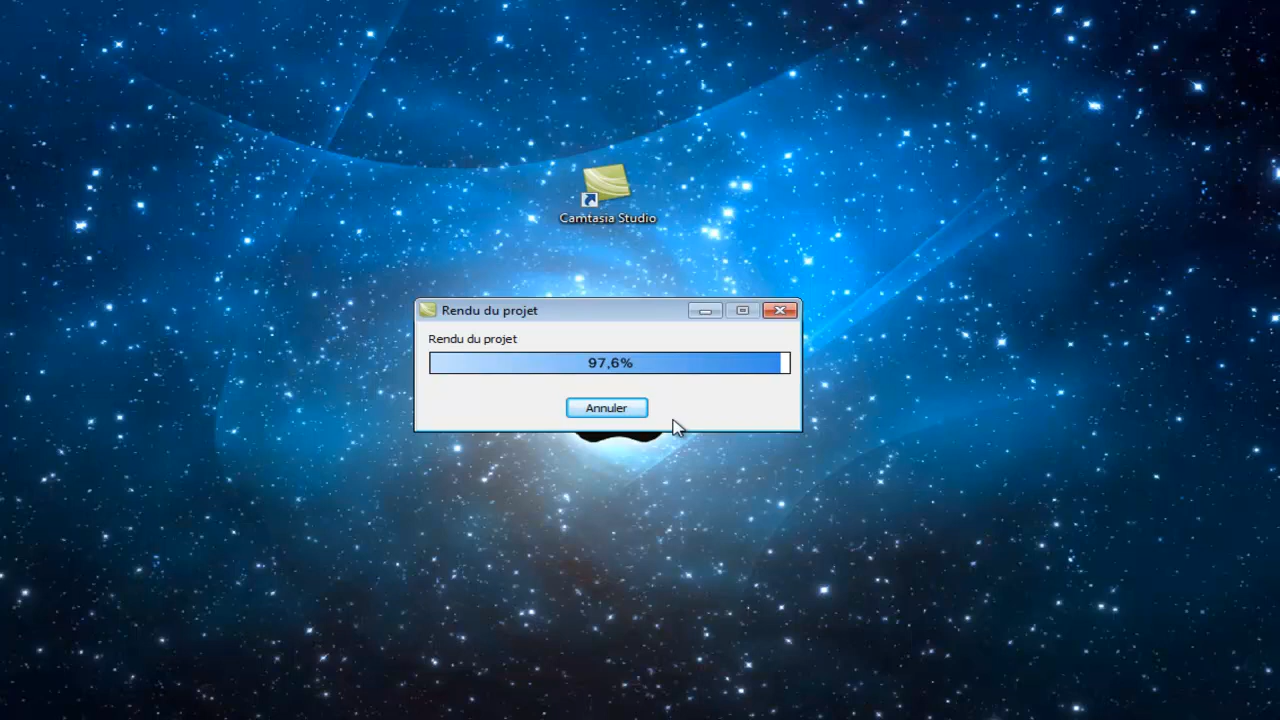 Camtasia Studio
Rendu du projet
Rendu du projet
97,6%
Annuler